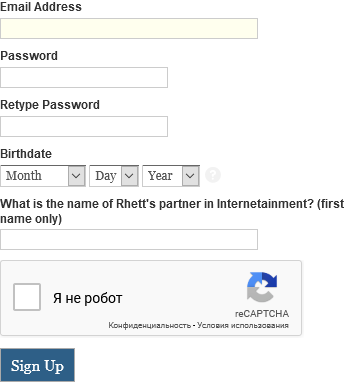 Email Address
Password
Retype Password
Birthdate
Month Day Year ?
What is the name of Rhett's partner in Internetainment? (first
name only)
Я не робот
reCAPTCHA
Конфиденциальность - Условия использования
Sign Up